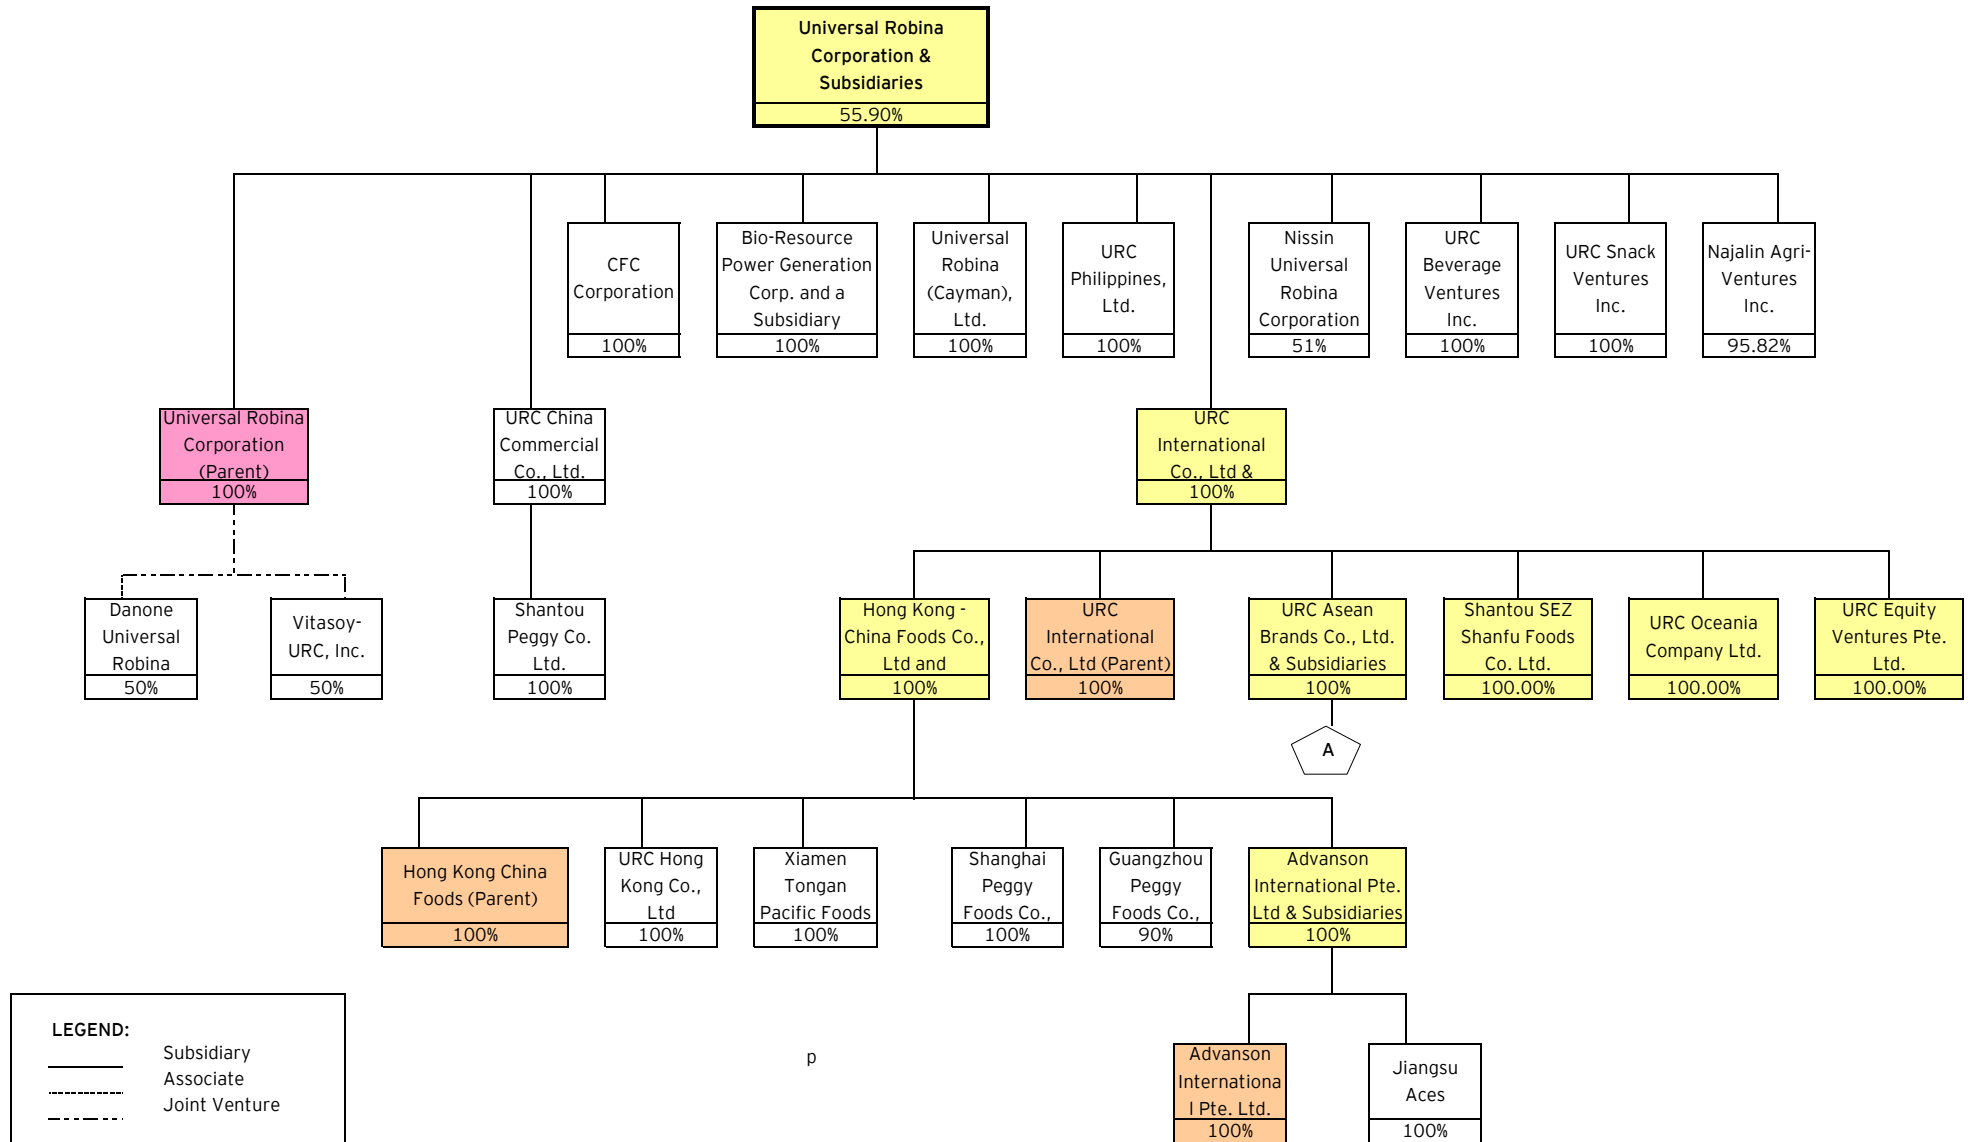 Universal Robina
Corporation &
Subsidiaries
55.90%
CFC
Corporation
100%
Bio-Resource
Power Generation
Corp. and a
Subsidiary
100%
Universal
Robina
(Cayman),
Ltd.
100%
URC
Philippines,
Ltd.
100%
Nissin
Universal
Robina
Corporation
51%
URC
Beverage
Ventures
Inc.
100%
URC Snack
Ventures
Inc.
100%
Najalin Agri-
Ventures
Inc.
95.82%
Universal Robina
Corporation
(Parent)
100%
URC China
Commercial
Co., Ltd.
100%
URC
International
Co., Ltd &
100%
Danone
Universal
Robina
50%
Vitasoy-
URC, Inc.
50%
Shantou
Peggy Co.
Ltd.
100%
Hong Kong -
China Foods Co.,
Ltd and
100%
URC
International
Co., Ltd (Parent)
100%
URC Asean
Brands Co., Ltd.
& Subsidiaries
100%
Shantou SEZ
Shanfu Foods
Co. Ltd.
100.00%
URC Oceania
Company Ltd.
100.00%
URC Equity
Ventures Pte.
Ltd.
100.00%
A
Hong Kong China
Foods (Parent)
100%
URC Hong
Kong Co.,
Ltd
100%
Xiamen
Tongan
Pacific Foods
100%
Shanghai
Peggy
Foods Co.,
100%
Guangzhou
Peggy
Foods Co.,
90%
Advanson
International Pte.
Ltd & Subsidiaries
100%
LEGEND:
Subsidiary
Associate
Joint Venture
p
Advanson
Internationa
l Pte. Ltd.
100%
Jiangsu
Aces
100%